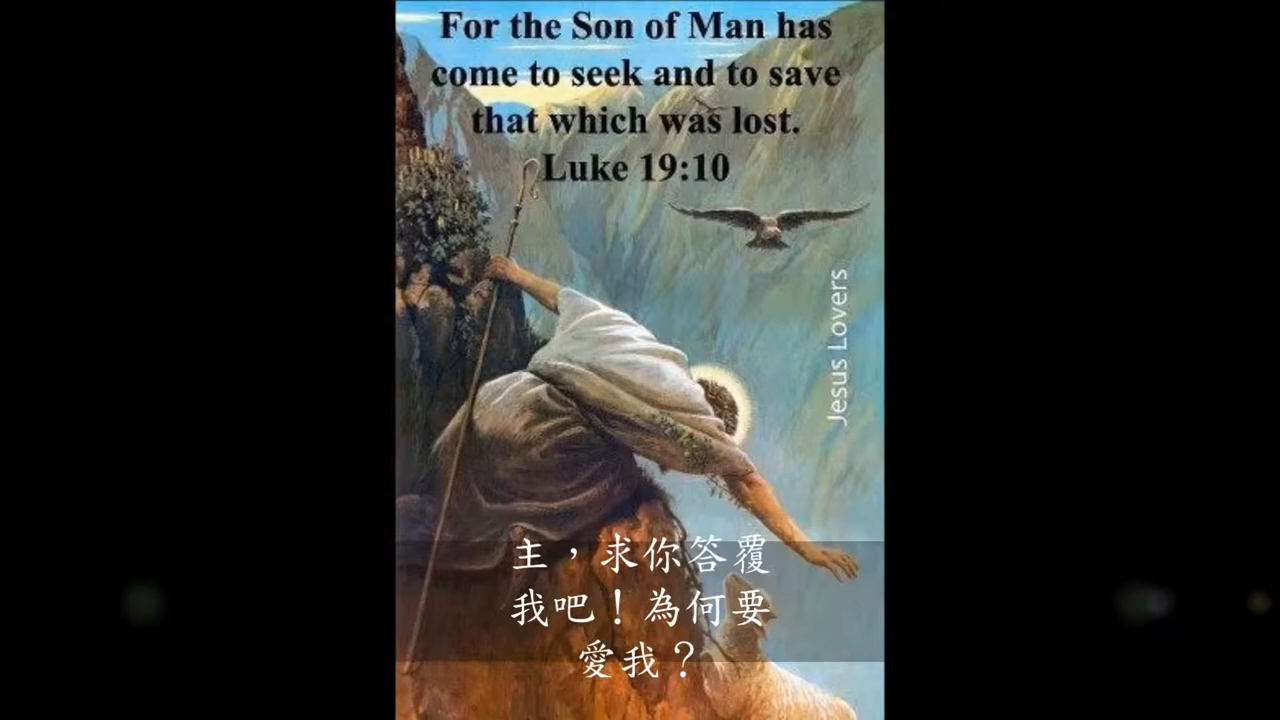 For the Son of Man has
come to seek and to save
that which was lost.
Luke 19:10
Jesus Lovers
主，求你答覆
我吧！為何要
愛我？